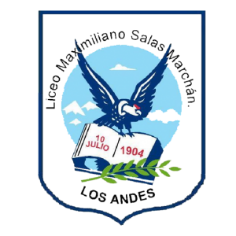 Liceo Maximiliano Salas Marchán.
10
JULIO
1904
LOS ANDES